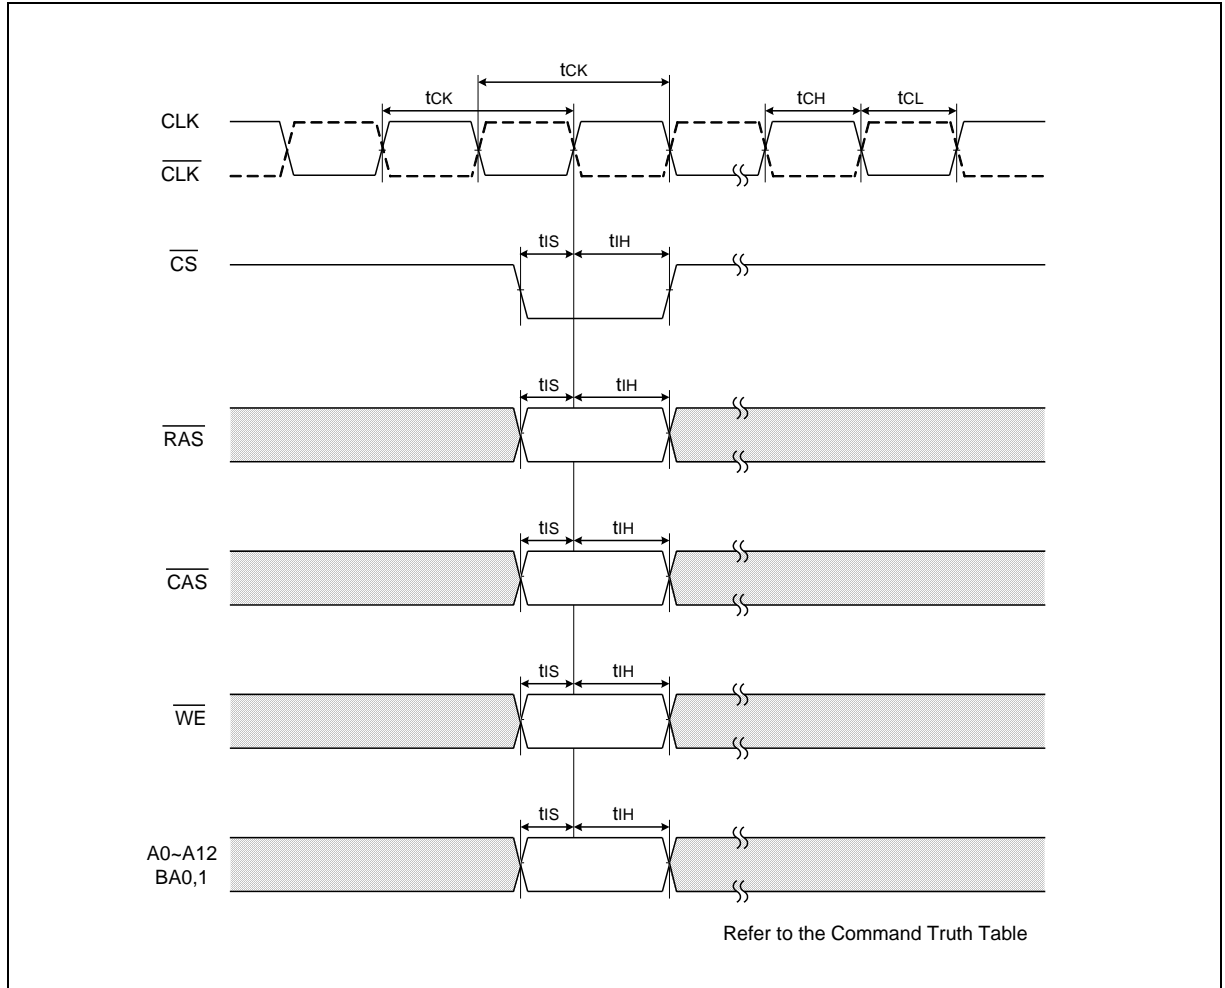 tCK
tCK
tCH
tCL
CLK
CLK
tIS
tIH
CS
tIS
tIH
RAS
tIS
tIH
CAS
tIS
tIH
WE
tIS
tIH
A0~A12
BA0,1
Refer to the Command Truth Table